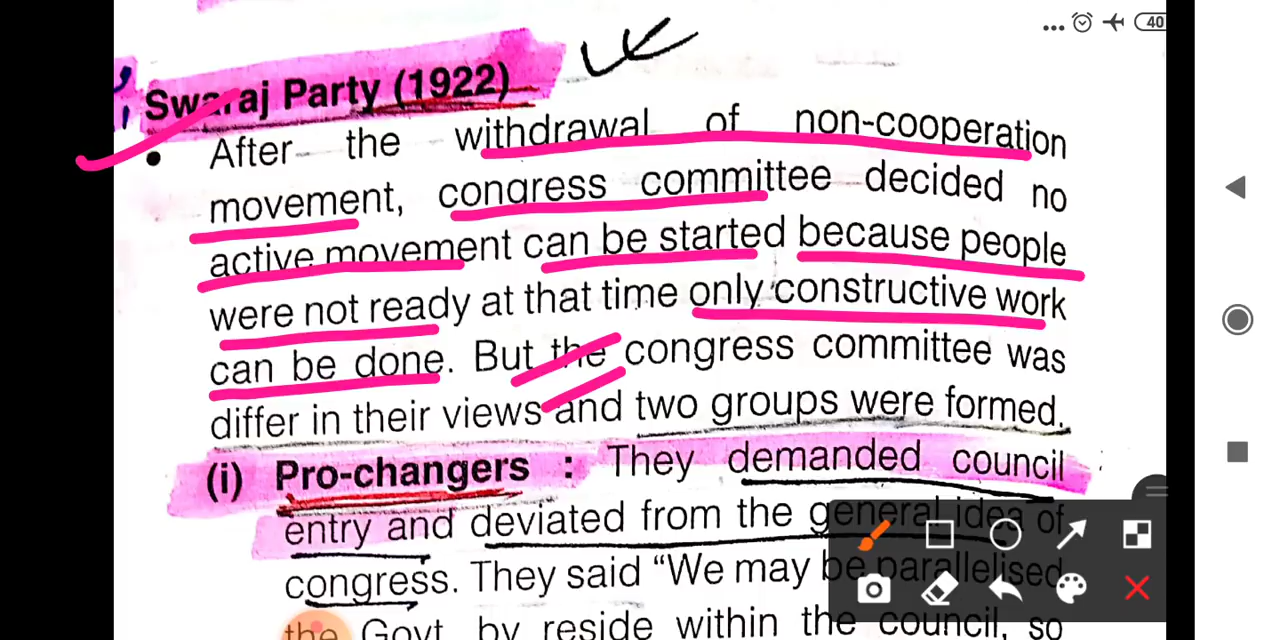 40
Swaraj Party (1922)
• After the withdrawal of non-cooperation
movement, congress committee decided no
active movement can be started because people
were not ready at that time only constructive work
can be done. But the congress committee was
differ in their views and two groups were formed.
(i) Pro-changers : They demanded council
entry and deviated from the general idea of
congress. They said “We may be parallelised
the Govt. by reside within the council, so